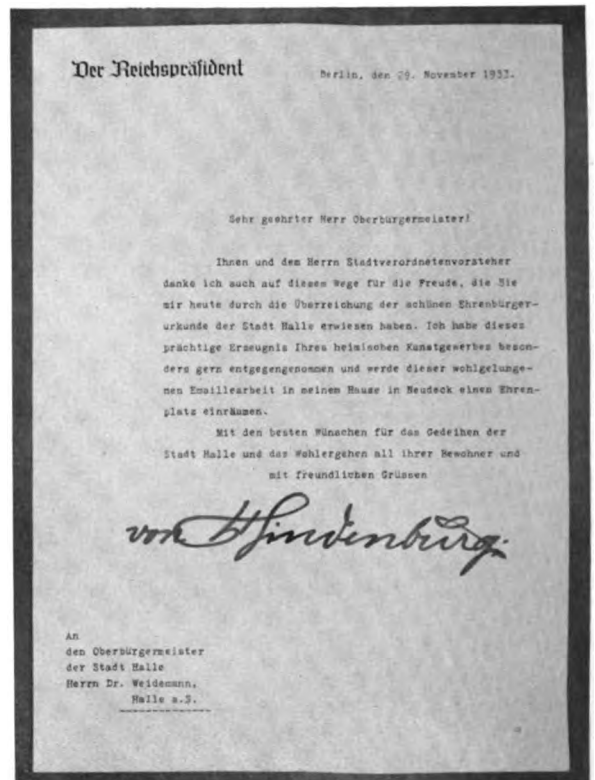 Der Reichspräsident
Berlin, den 29. November 1933.
Sehr geehrter Herr Oberbürgermeister!
Ihnen und dem Herrn Stadtverordnetenvorsteher
danke ich auch auf diesem Wege für die Freude, die Sie
mir heute durch die Überreichung der schönen Ehrenbürger-
urkunde der Stadt Halle erwiesen haben. Ich habe dieses
prächtige Erzeugnis Ihres heimischen Kunstgewerbes beson-
ders gern entgegengenommen und werde dieser wohlgelunge-
nen Emaillearbeit in meinem Hause in Neudeck einen Ehren-
platz einräumen.
Mit den besten Wünschen für das Gedeihen der
Stadt Halle und das Wohlergehen all ihrer Bewohner und
mit freundlichen Grüssen
von Hindenburg.
An
den Oberbürgermeister
der Stadt Halle
Herrn Dr. Weidemann,
Halle a.S.